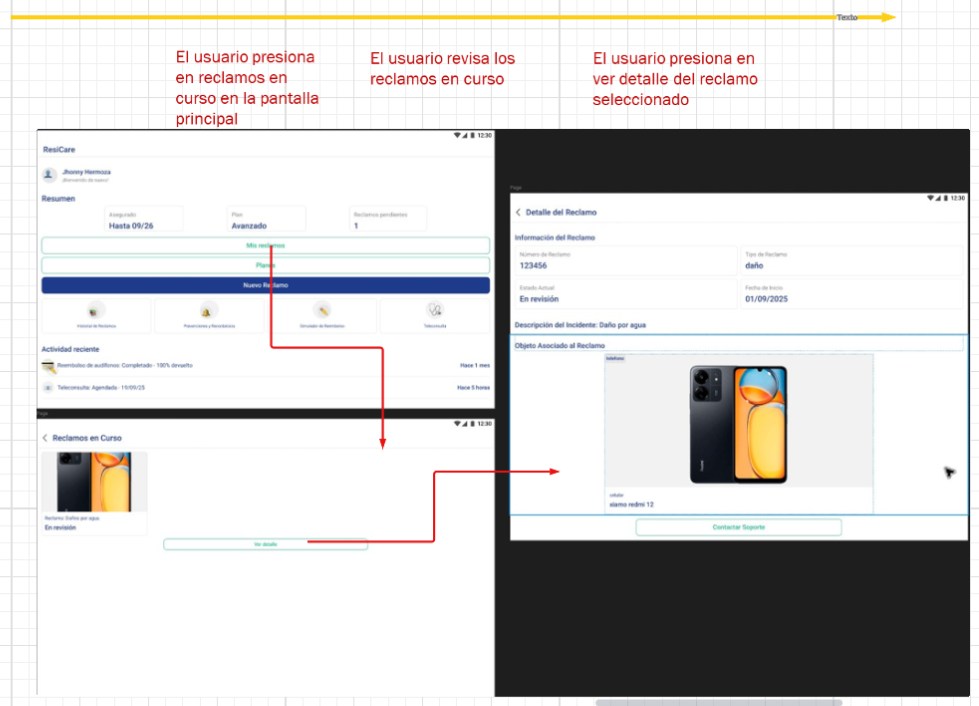 Texto
El usuario presiona
en reclamos en
curso en la pantalla
principal
El usuario revisa los
reclamos en curso
El usuario presiona en
ver detalle del reclamo
seleccionado
12:30
ResiCare
Jhonny Hermoza
¡Bienvenido de nuevo!
Resumen
Asegurado
Hasta 09/26
Plan
Avanzado
Reclamos pendientes
1
Mis reclamos
Planes
Nuevo Reclamo
Historial de Reclamos
Prevenciones y Recordatorios
Simulador de Reembolso
Teleconsulta
Actividad reciente
Reembolso de audífonos: Completado - 100% devuelto
Hace 1 mes
Teleconsulta: Agendada - 19/09/25
Hace 5 horas
Page
12:30
Reclamos en Curso
Reclamo: Daños por agua
En revisión
Ver detalle
Page
12:30
Detalle del Reclamo
Información del Reclamo
Número de Reclamo
123456
Tipo de Reclamo
daño
Estado Actual
En revisión
Fecha de Inicio
01/09/2025
Descripción del Incidente: Daño por agua
Objeto Asociado al Reclamo
telefono
celular
xiamo redmi 12
Contactar Soporte